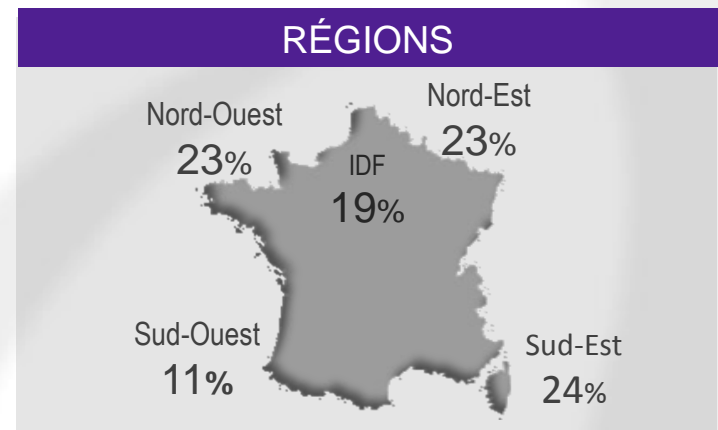 RÉGIONS
Nord-Ouest
23%
Nord-Est
23%
IDF
19%
Sud-Ouest
11%
Sud-Est
24%